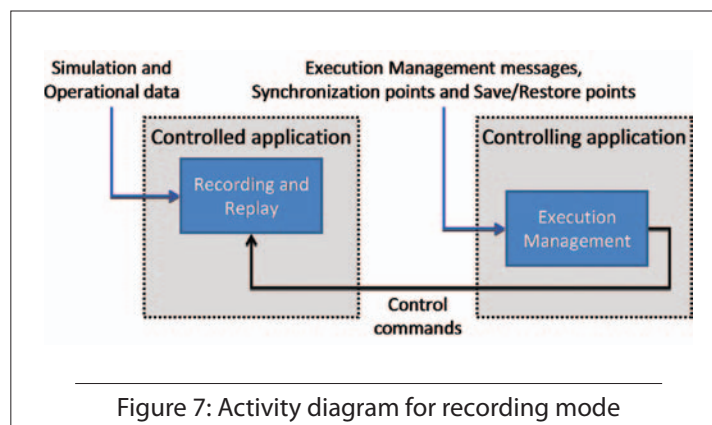 Simulation and
Operational data
Execution Management messages,
Synchronization points and Save/Restore points
Controlled application
Controlling application
Recording and
Replay
Execution
Management
Control
commands
Figure 7: Activity diagram for recording mode